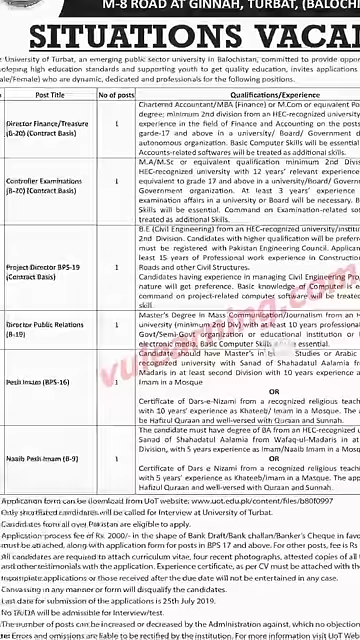 M-8 ROAD AT GINNAH, TURBAT, (BALOCHI
SITUATIONS VACA
University of Turbat, an emerging public sector university in Balochistan, committed to provide oppor
eloping high education standards and supporting youth to get quality education, invites applications
ale/Female) who are dynamic, dedicated and professionals for the following positions.
Post Title No of posts Qualifications/Experience
Director Finance/Treasure
(B-20) (Contract Basis)
1
Chartered Accountant/MBA (Finance) or M.Com or equivalent
degree; minimum 2nd division from an HEC-recognized university
experience in the field of Finance and Accounting on the posts
garde-17 and above in a university/ Board/ Government
autonomous organization. Basic Computer Skills will be essential
Accounts-related softwares will be treated as additional skills.
Controller Examinations
(B-20) (Contract Basis)
1
M.A/M.Sc or equivalent qualification minimum 2nd Divis
HEC-recognized university with 12 years' relevant experience
equivalent to grade 17 and above in a university/Board/ Govern
Government organization. At least 3 years' experience
examination affairs in a university or Board will be necessary. B
Skills will be essential. Command on Examination-related sof
treated as additional skills.
Project Director BPS-19
(Contract Basis)
1
B.E (Civil Engineering) from an HEC-recognized university/institu
2nd Division. Candidates with higher qualification will be preferr
must be registered with Pakistan Engineering Council. Applican
least 15 years of Professional work experience in Construction
Roads and other Civil Structures.
Candidates having experience in managing Civil Engineering Proj
nature will get preference. Basic knowledge of Computer is e
command on project-related computer software will be treated
skill.
Director Public Relations
(B-19)
1
Master's Degree in Mass Communication/Journalism from an H
university (minimum 2nd Div) with at least 10 years professional
Govt/Semi-Govt organization or educational institution or
electronic media. Basic Computer Skills essential.
Pesh Imam (BPS-16)
1
Candidate should have Master's in Studies or Arabic
recognized university with Sanad of Shahadatul Aalamia from
Madaris in at least second Division with 10 years experience a
Imam in a Mosque
OR
Certificate of Dars-e-Nizami from a recognized religious teach
with 10 years' experience as Khateeb/ Imam in a Mosque. The a
be Hafizul Quraan and well-versed with Quraan and Sunnah.
Naaib Pesh Imam (B-9)
1
The candidate must have degree of BA from an HEC-recognized u
Sanad of Shahadatul Aalamia from Wafaq-ul-Madaris in at
Division, with 5 years experience as Imam/Naaib Imam in a Mo
OR
Certificate of Dars e Nizami from a recognized religious teach
with 5 years' experience as Khateeb/Imam in a Mosque. The app
Hafizul Quraan and well-versed with Quraan and Sunnah.
Application form can be download from UoT website: www.uot.edu.pk/content/files/b80f0997
Only shortlisted candidates will be called for Interview at University of Turbat.
Candidates from all over Pakistan are eligible to apply.
Application process fee of Rs. 2000/- in the shape of Bank Draft/Bank challan/Banker's Cheque in favo
must be attached, along with application form for posts in BPS 17 and above. For other posts, fee is Rs
All candidates are required to attach curriculum vitae, four recent photographs, attested copies of all
and other testimonials with the application. Experience certificate, as per CV must be attached with the
Incomplete applications or those received after the due date will not be entertained in any case.
Canvassing in any manner or form will disqualify the candidates.
Last date for submission of the applications is 25th July 2019.
No TA/DA will be admissible for Interview/test.
The number of posts can be increased or decreased by the Administration against, which no objection
Errors and omissions are liable to be rectified by the institution. For more information visit UoT Web